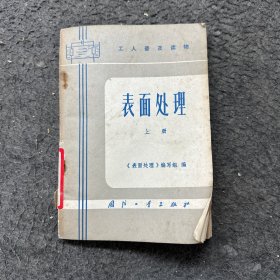 工人普及读物
表面处理
上册
《表面处理》编写组 编
国防工业出版社